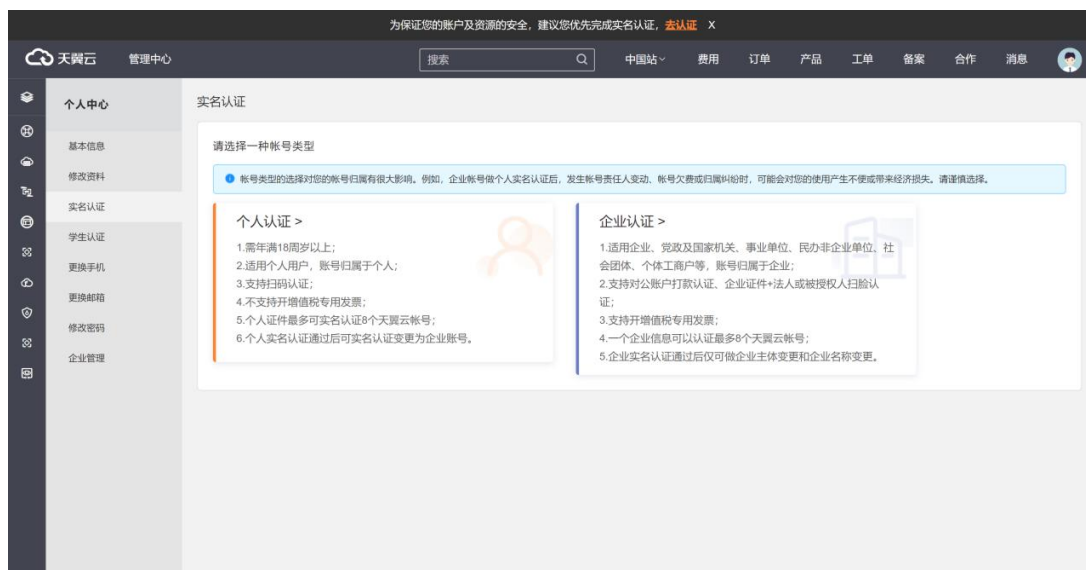 为保证您的账户及资源的安全，建议您优先完成实名认证，去认证 X
天翼云 管理中心 搜索 中国站 费用 订单 产品 工单 备案 合作 消息
个人中心
基本信息
修改资料
实名认证
学生认证
更换手机
更换邮箱
修改密码
企业管理
实名认证
请选择一种帐号类型
帐号类型的选择对您的帐号归属有很大影响。例如，企业帐号做个人实名认证后，发生帐号责任人变动、帐号欠费或归属纠纷时，可能会对您的使用产生不便或带来经济损失。请谨慎选择。
个人认证 >
1.需年满18周岁以上；
2.适用个人用户，账号归属于个人；
3.支持扫码认证；
4.不支持开增值税专用发票；
5.个人证件最多可实名认证8个天翼云帐号；
6.个人实名认证通过后可实名认证变更为企业账号。
企业认证 >
1.适用企业、党政及国家机关、事业单位、民办非企业单位、社
会团体、个体工商户等，账号归属于企业；
2.支持对公账户打款认证、企业证件+法人或被授权人扫脸认
证；
3.支持开增值税专用发票；
4.一个企业信息可以认证最多8个天翼云帐号；
5.企业实名认证通过后仅可做企业主体变更和企业名称变更。